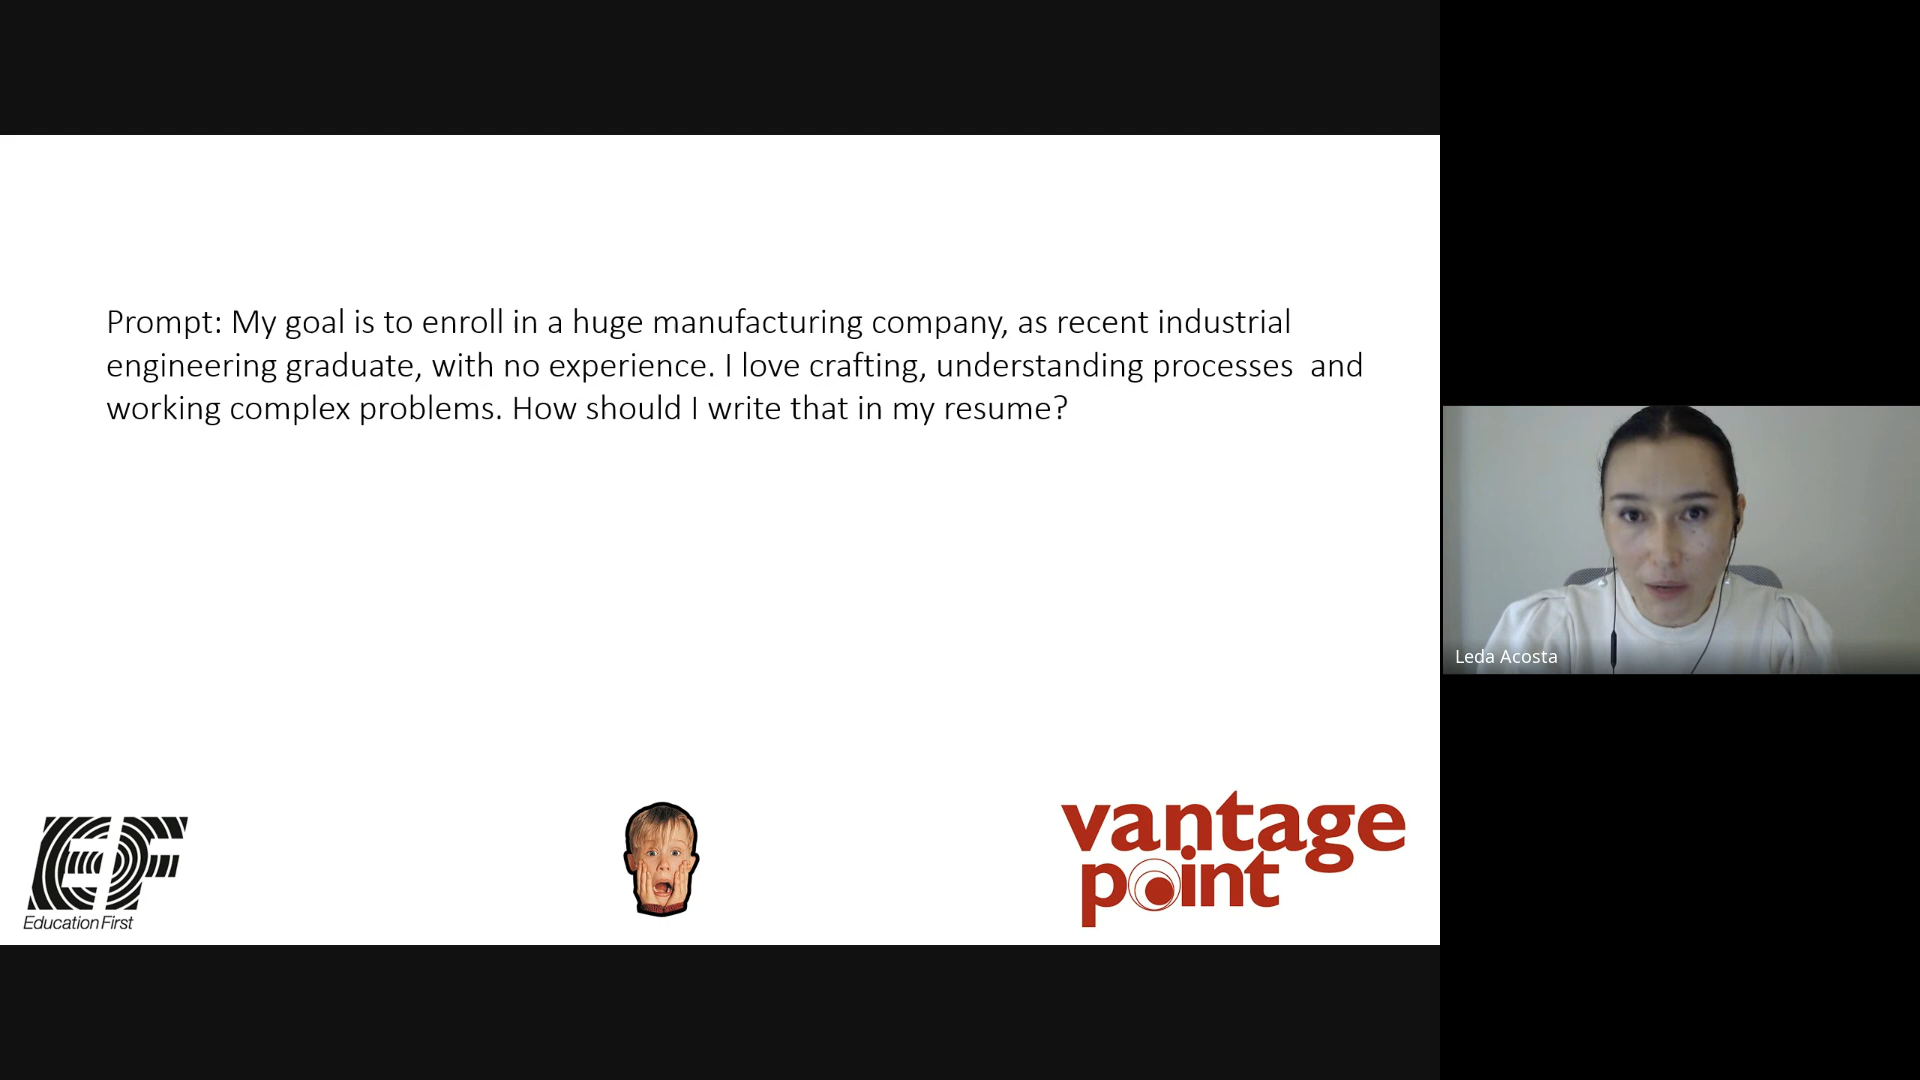 Prompt: My goal is to enroll in a huge manufacturing company, as recent industrial
engineering graduate, with no experience. I love crafting, understanding processes  and
working complex problems. How should I write that in my resume?
Leda Acosta
EF
Education First
vantage
point